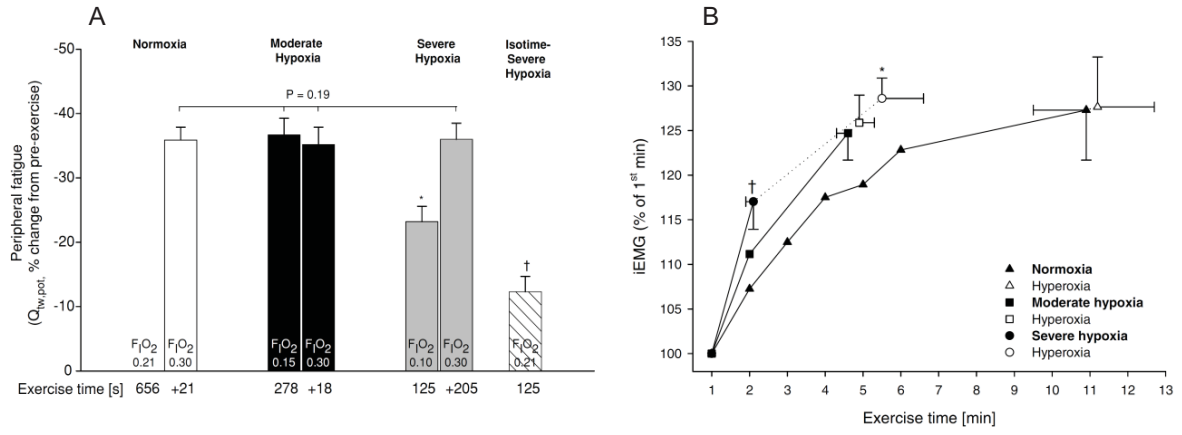 A
Normoxia
Moderate
Hypoxia
Severe
Hypoxia
Isotime-
Severe
Hypoxia
P = 0.19
Peripheral fatigue
(Qtw,pot, % change from pre-exercise)
-50
-40
-30
-20
-10
0
*
†
FIO2 FIO2 FIO2 FIO2 FIO2 FIO2 FIO2
0.21 0.30 0.15 0.30 0.10 0.30 0.21
Exercise time [s] 656 +21 278 +18 125 +205 125
B
iEMG (% of 1st min)
135
130
125
120
115
110
105
100
*
†
Normoxia
Hyperoxia
Moderate hypoxia
Hyperoxia
Severe hypoxia
Hyperoxia
1 2 3 4 5 6 7 8 9 10 11 12 13
Exercise time [min]